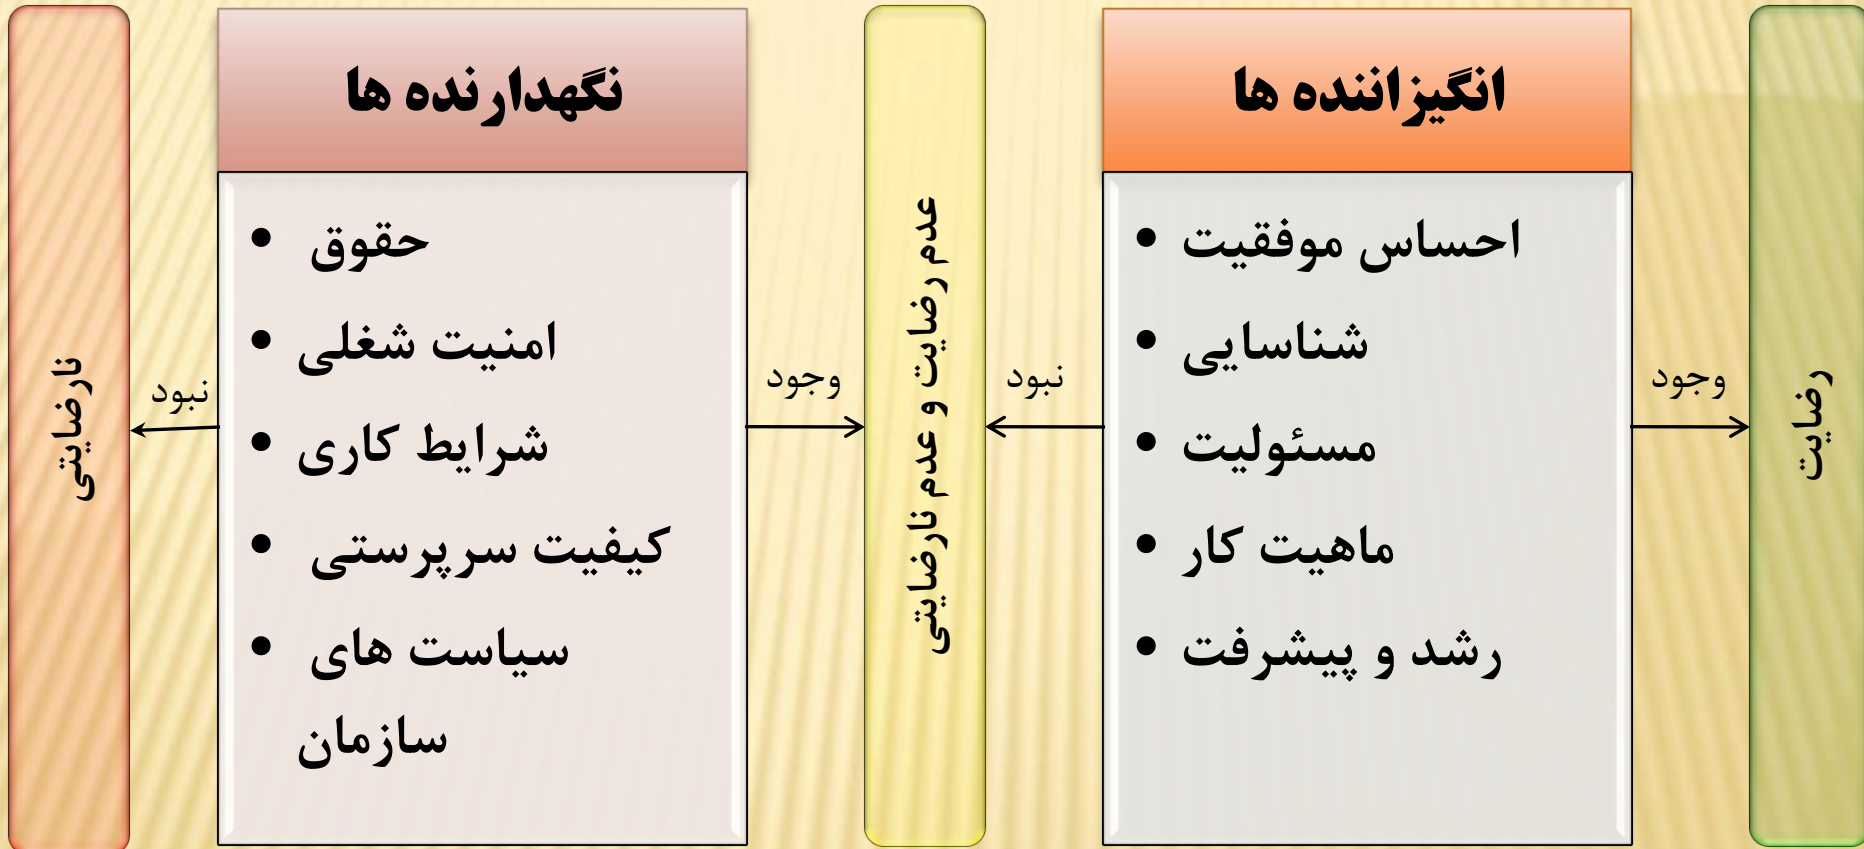 رضایت
وجود
انگیزاننده ها
• احساس موفقیت
• شناسایی
• مسئولیت
• ماهیت کار
• رشد و پیشرفت
نبود
عدم رضایت و عدم نارضایتی
وجود
نگهدارنده ها
• حقوق
• امنیت شغلی
• شرایط کاری
• کیفیت سرپرستی
• سیاست های
سازمان
نبود
نارضایتی